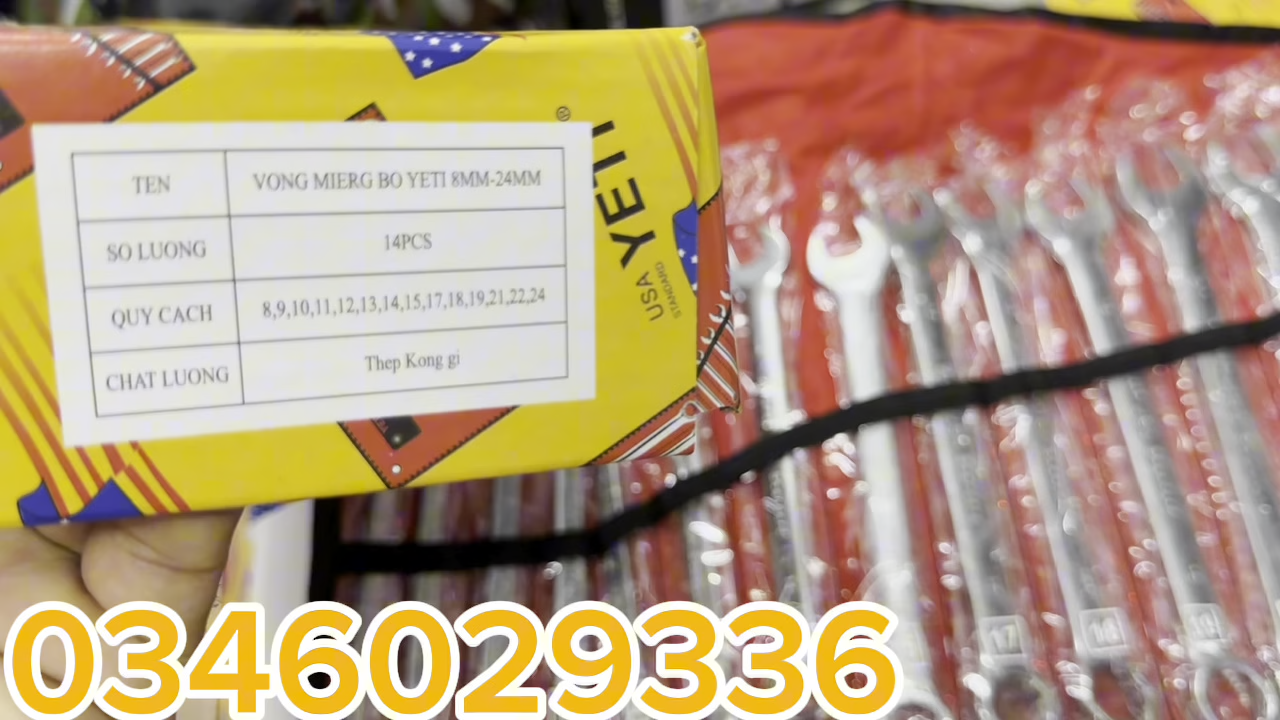 TEN
VONG MIERG BO YETI 8MM-24MM
SO LUONG
14PCS
QUY CACH
8,9,10,11,12,13,14,15,17,18,19,21,22,24
CHAT LUONG
Thep Kong gi
YETI ®
USA
STANDARD
17
18
19
0346029336